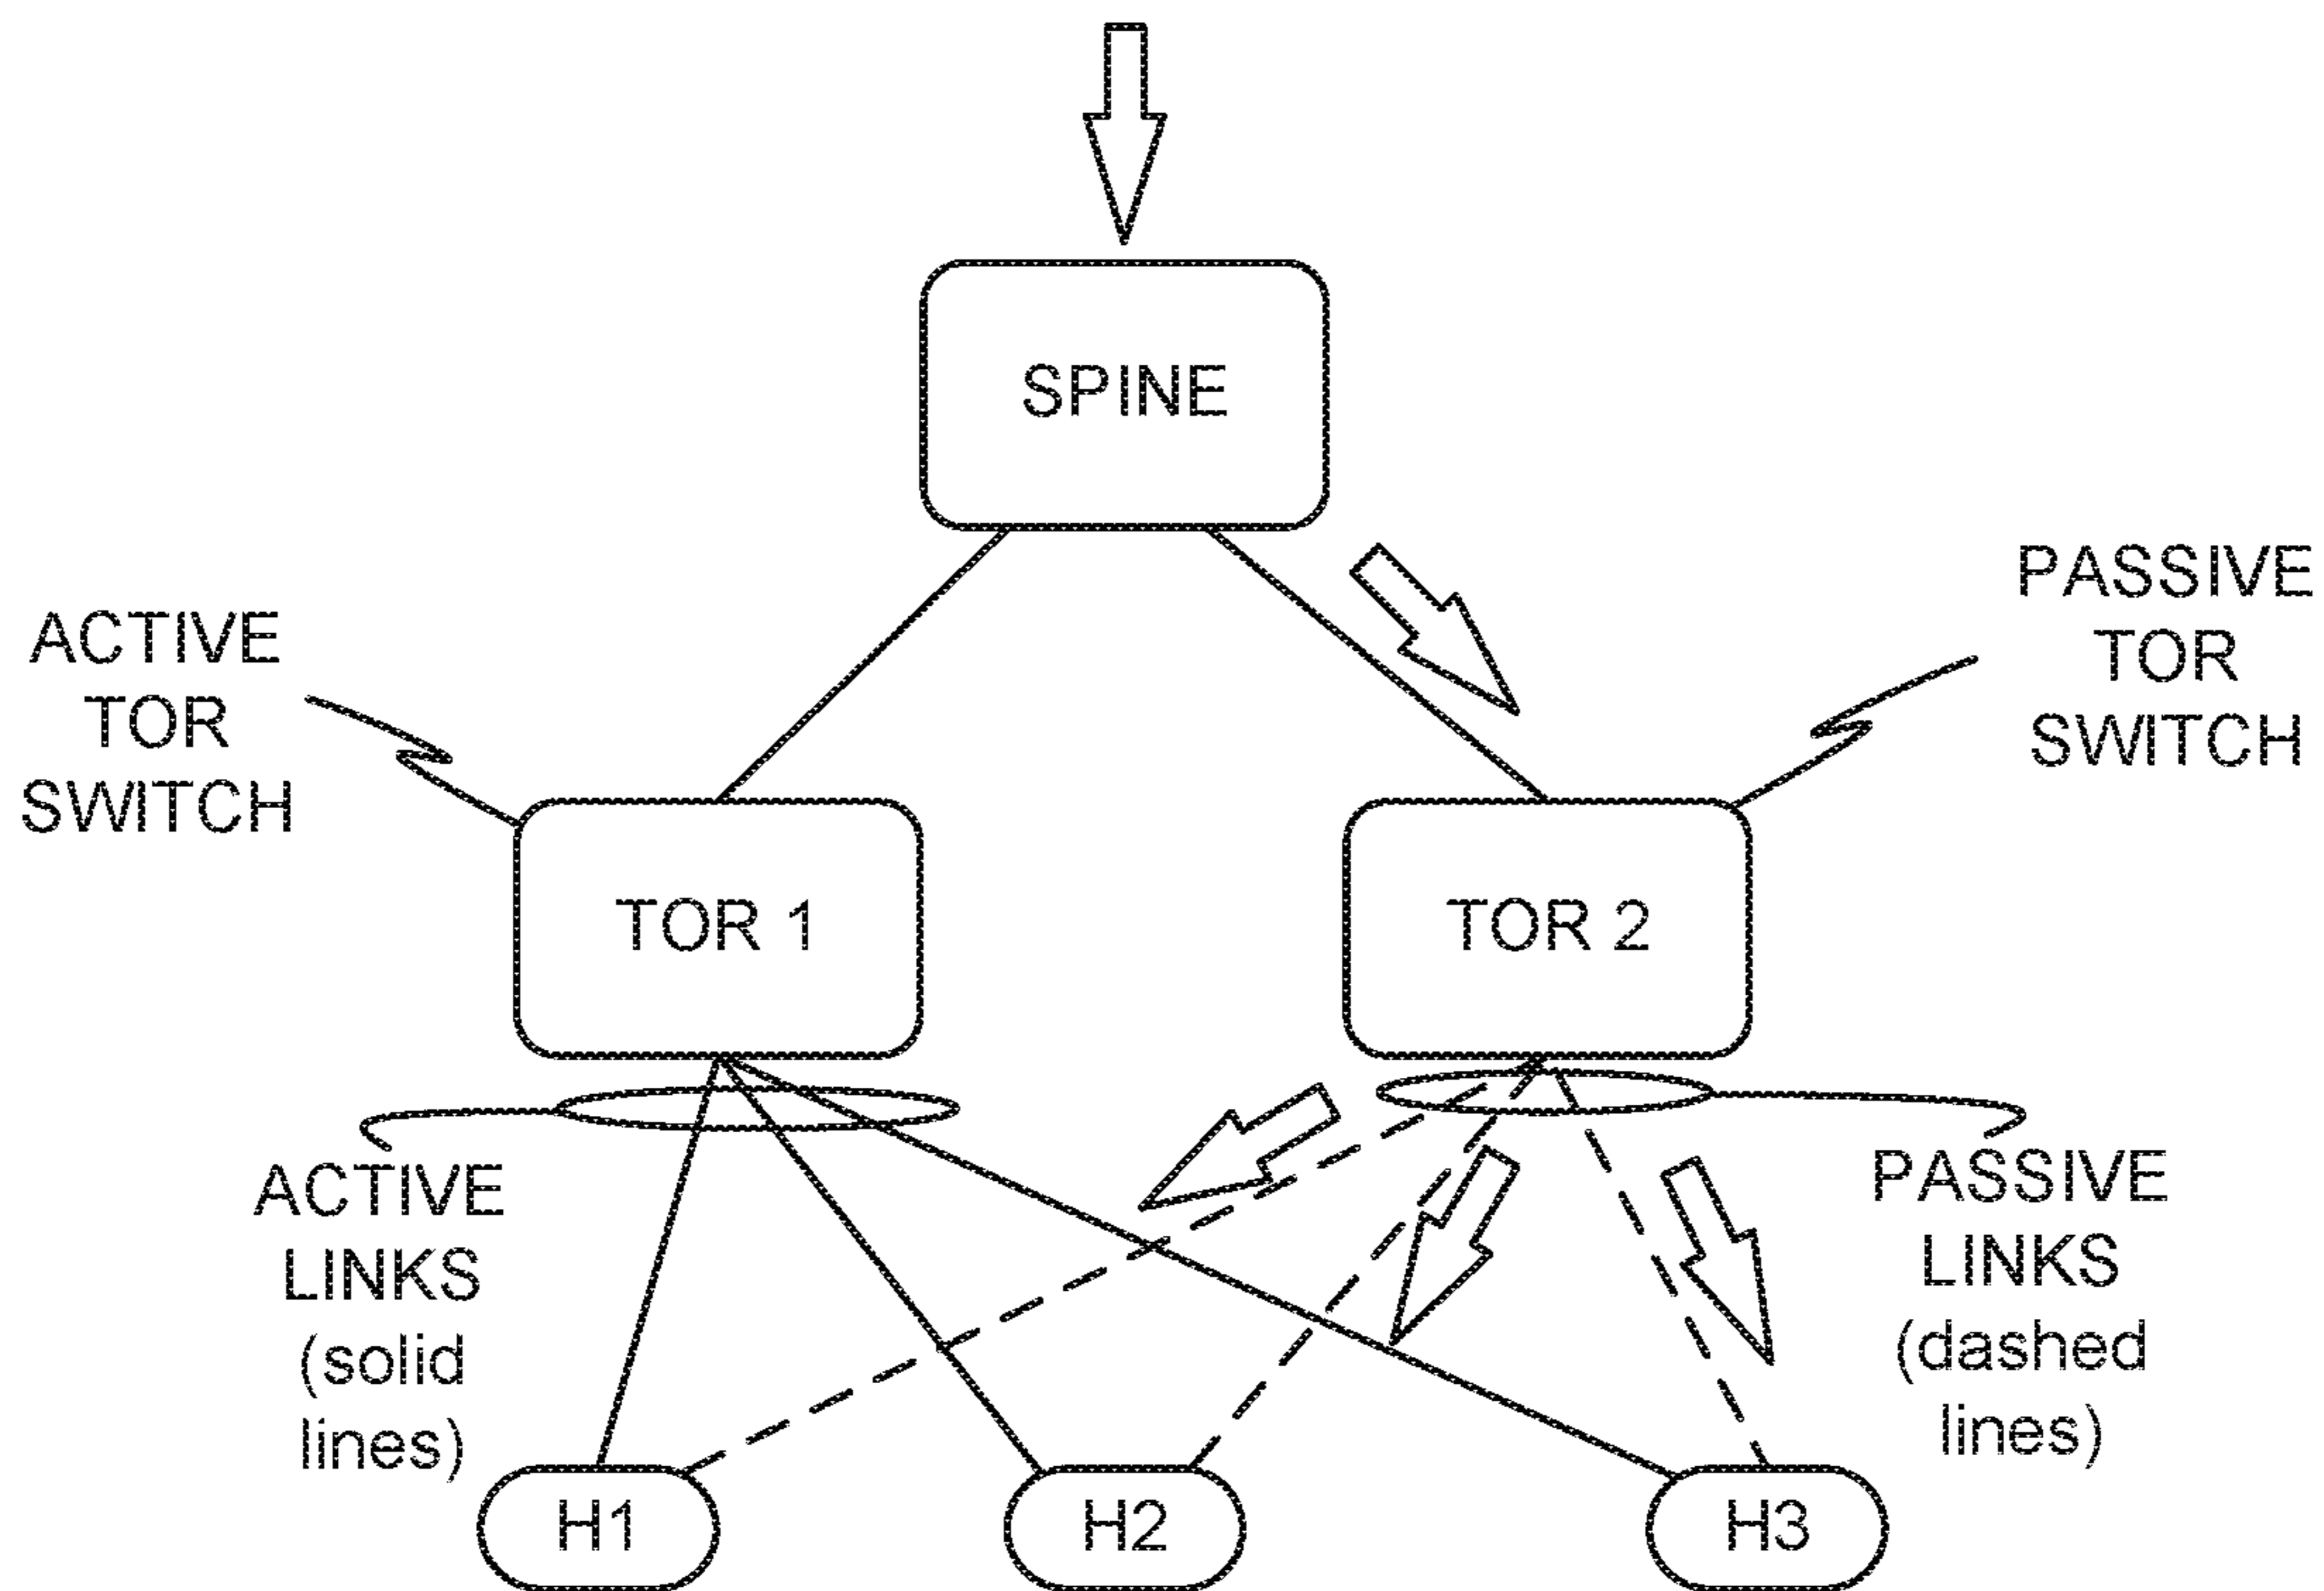 SPINE
ACTIVE
TOR
SWITCH
PASSIVE
TOR
SWITCH
TOR 1
TOR 2
ACTIVE
LINKS
(solid
lines)
PASSIVE
LINKS
(dashed
lines)
H1
H2
H3